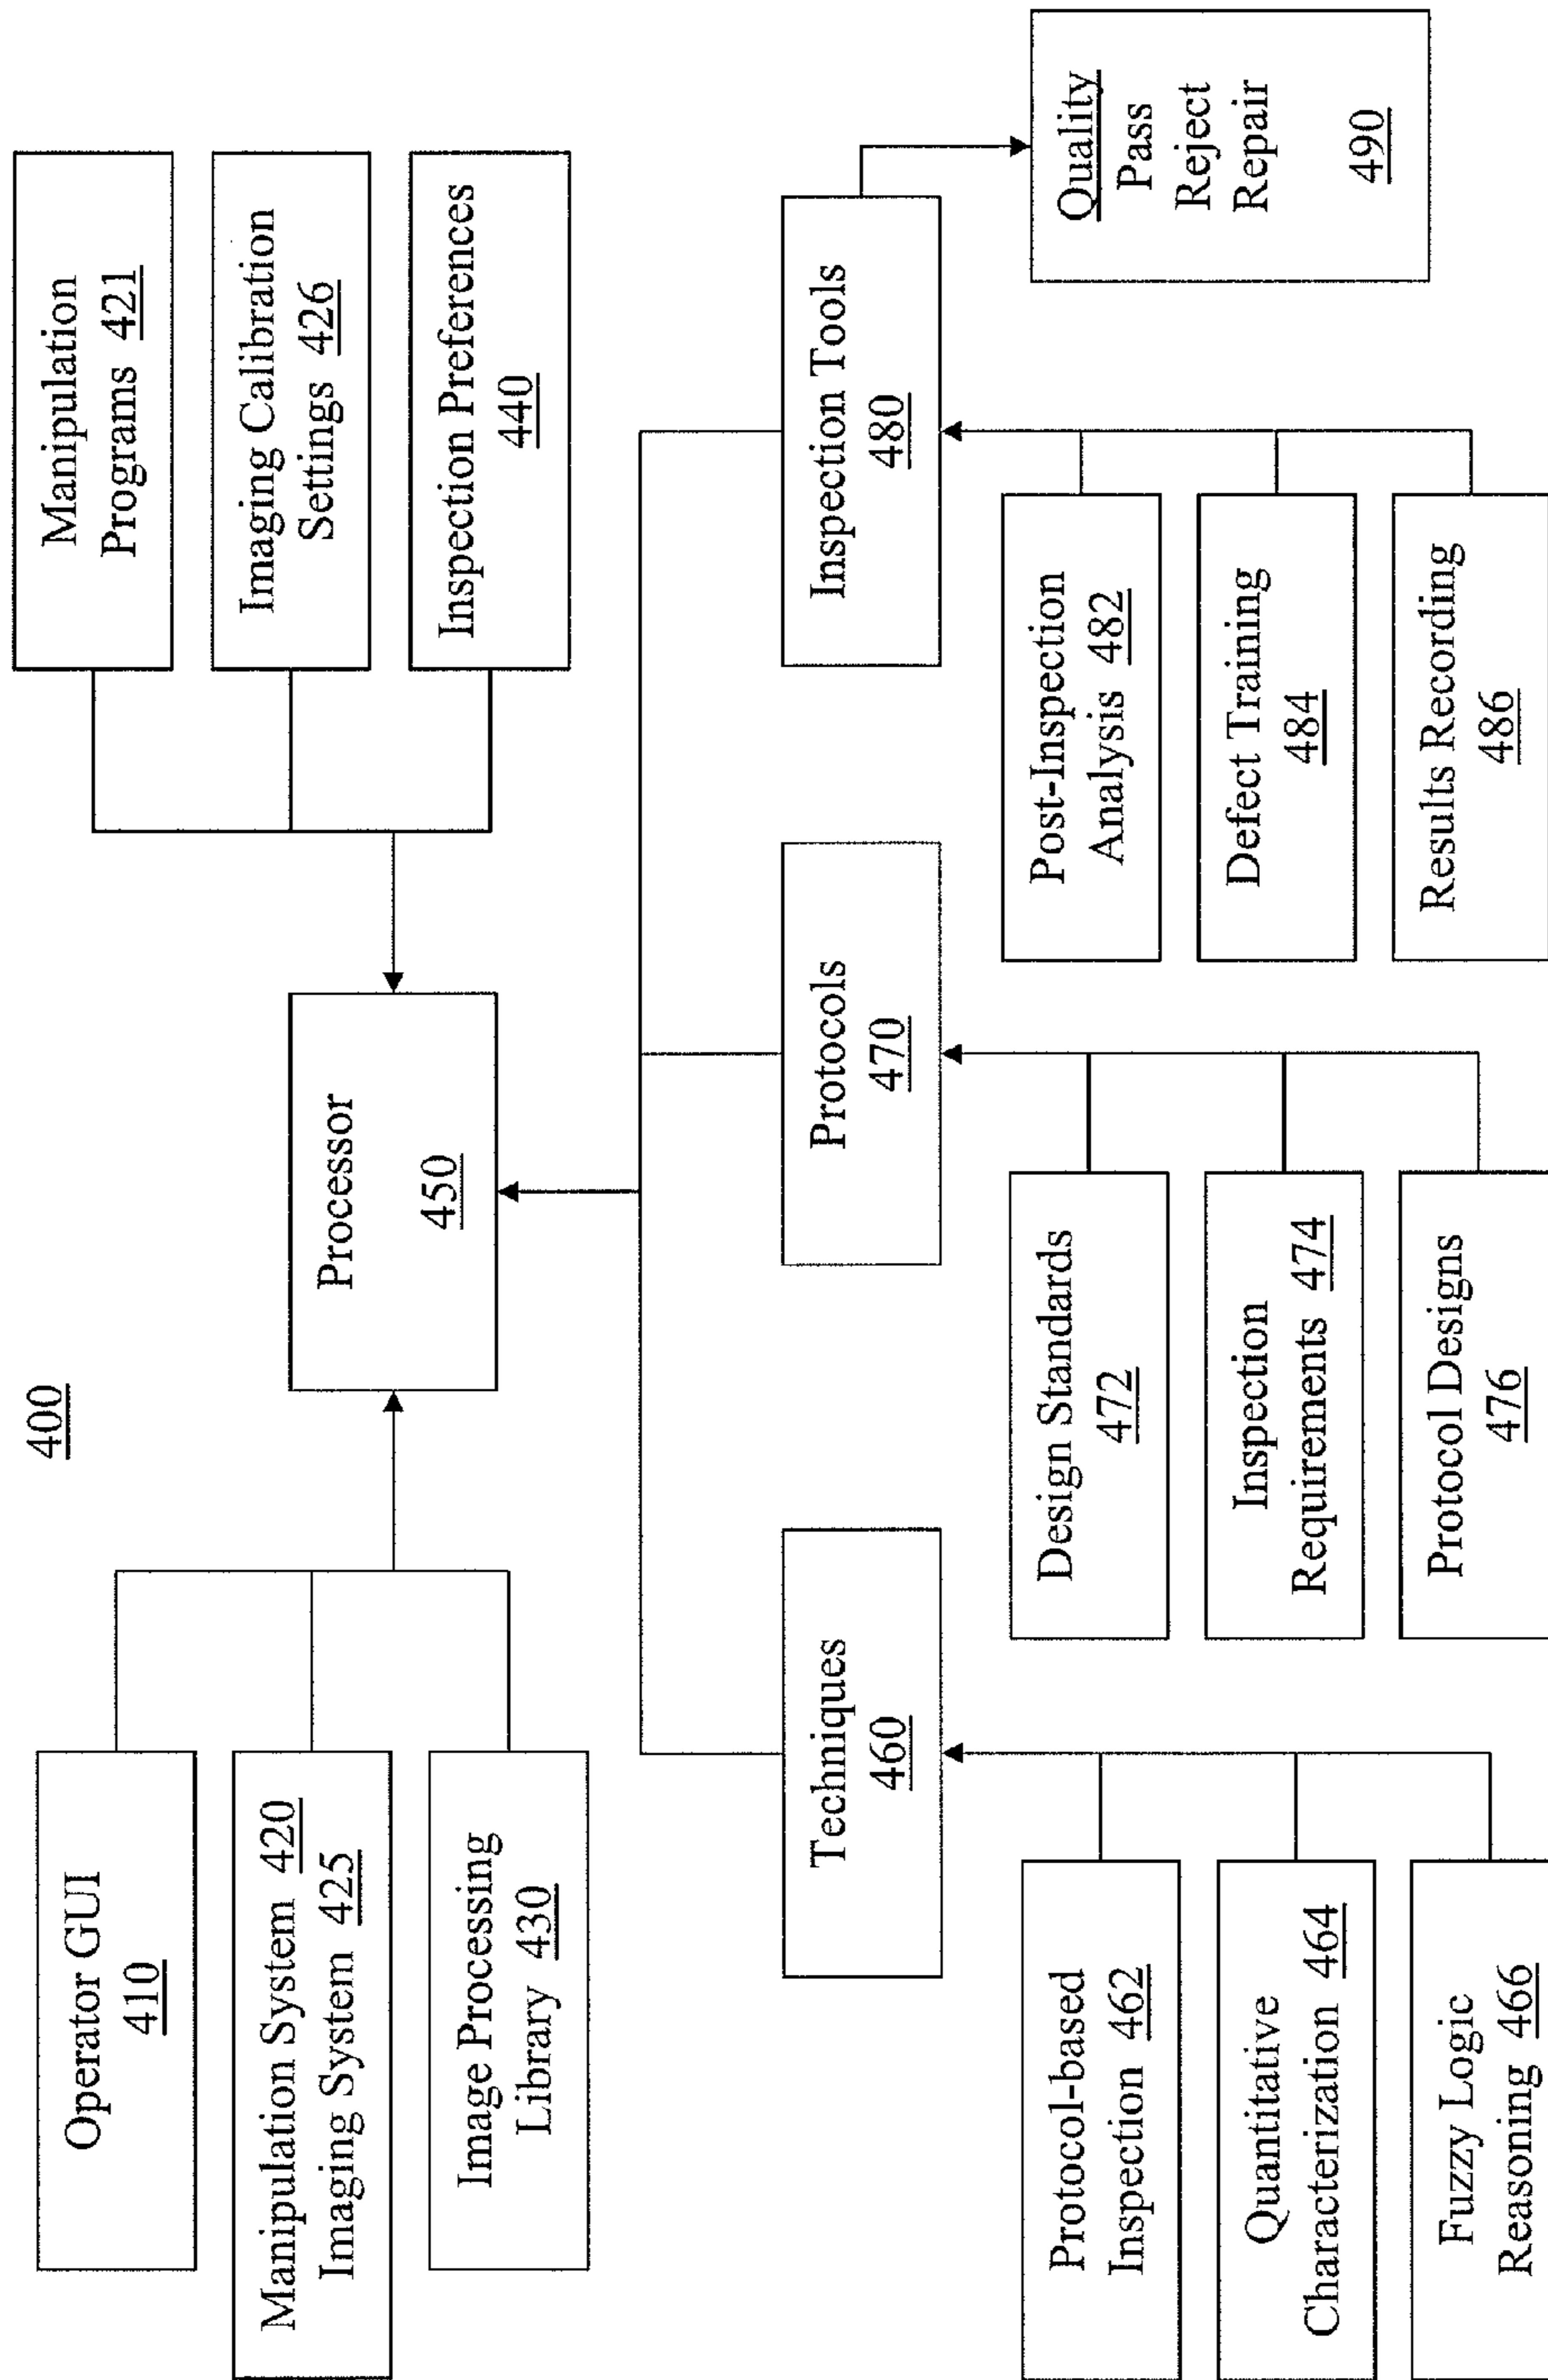 400
Operator GUI
410
Manipulation System 420
Imaging System 425
Image Processing
Library 430
Processor
450
Manipulation
Programs 421
Imaging Calibration
Settings 426
Inspection Preferences
440
Techniques
460
Protocols
470
Inspection Tools
480
Protocol-based
Inspection 462
Quantitative
Characterization 464
Fuzzy Logic
Reasoning 466
Design Standards
472
Inspection
Requirements 474
Protocol Designs
476
Post-Inspection
Analysis 482
Defect Training
484
Results Recording
486
Quality
Pass
Reject
Repair
490